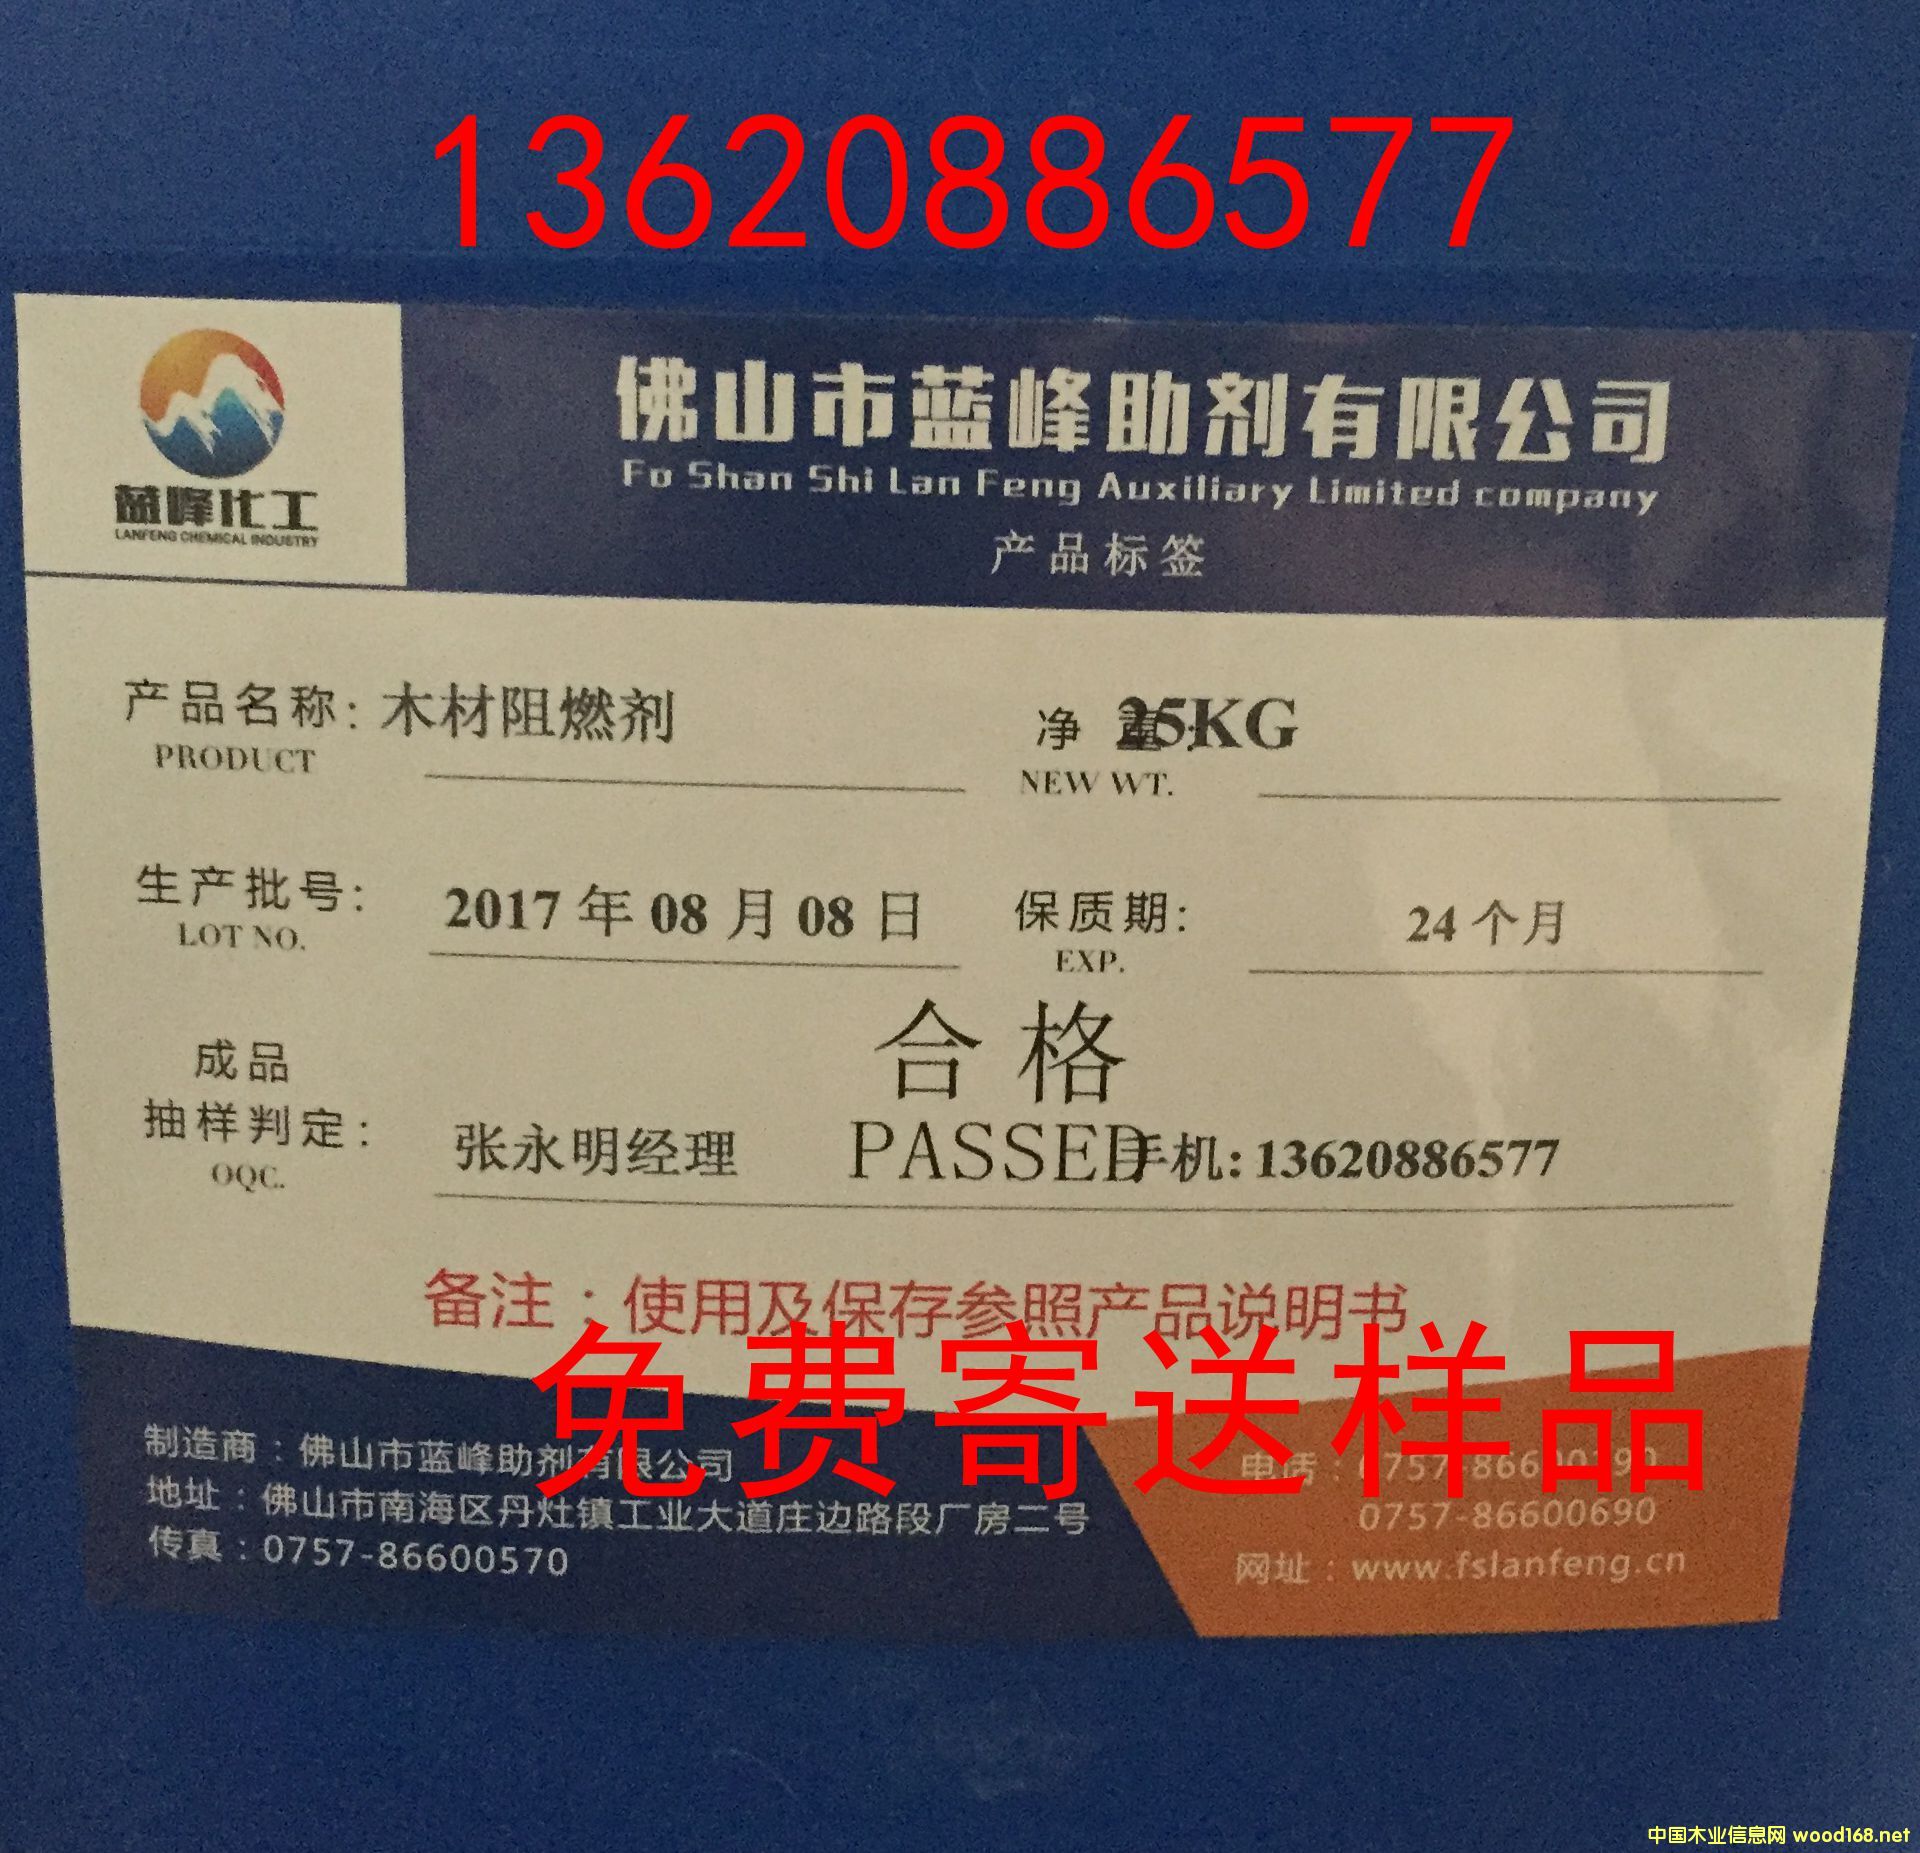 13620886577
蓝峰化工
LANFENG CHEMICAL INDUSTRY
佛山市蓝峰助剂有限公司
Fo Shan Shi Lan Feng Auxiliary Limited company
产品标签
产品名称：木材阻燃剂
PRODUCT
净 重：25KG
NEW WT.
生产批号：2017年08月08日
LOT NO.
保质期：24个月
EXP.
合格
成品
抽样判定：张永明经理 PASSED 手机：13620886577
OQC.
备注：使用及保存参照产品说明书
免费寄送样品
制造商：佛山市蓝峰助剂有限公司
地址：佛山市南海区丹灶镇工业大道庄边路段厂房二号
传真：0757-86600570
电话：
0757-86600690
网址：www.fslanfeng.cn
中国木业信息网 wood168.net